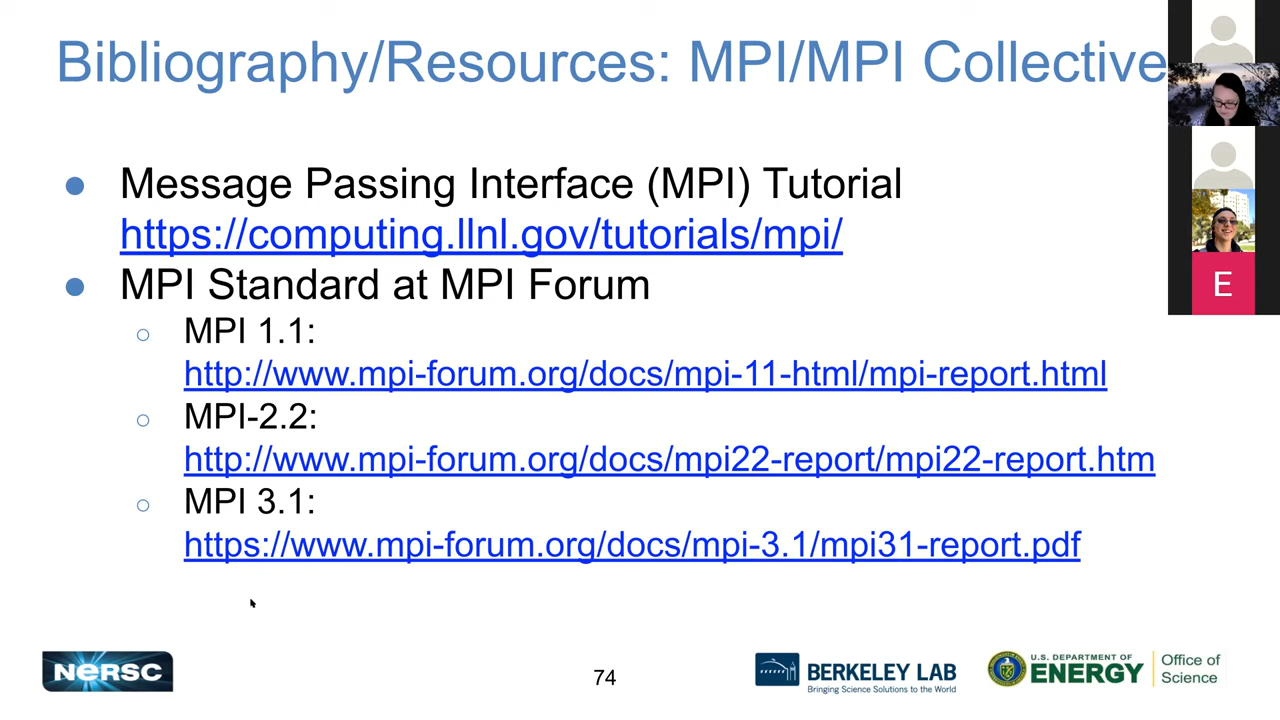 Bibliography/Resources: MPI/MPI Collective
Message Passing Interface (MPI) Tutorial
https://computing.llnl.gov/tutorials/mpi/
MPI Standard at MPI Forum
MPI 1.1:
http://www.mpi-forum.org/docs/mpi-11-html/mpi-report.html
MPI-2.2:
http://www.mpi-forum.org/docs/mpi22-report/mpi22-report.htm
MPI 3.1:
https://www.mpi-forum.org/docs/mpi-3.1/mpi31-report.pdf
E
NERSC
74
BERKELEY LAB
Bringing Science Solutions to the World
U.S. DEPARTMENT OF
ENERGY
Office of
Science